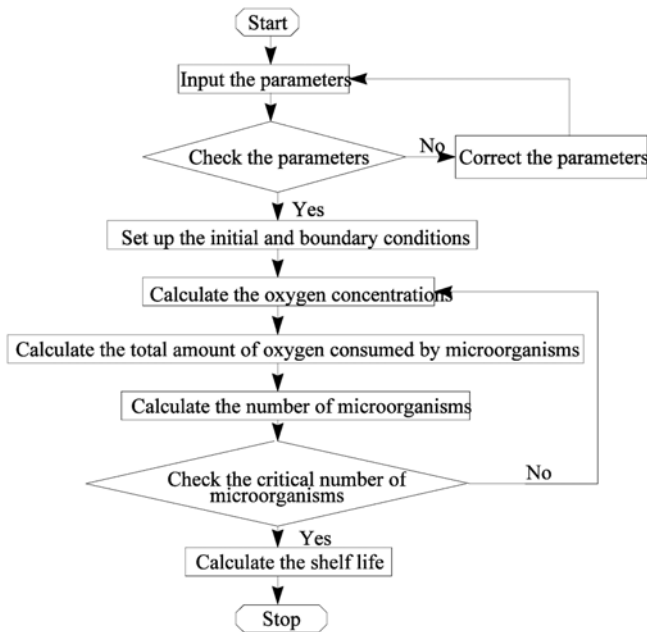 Start
Input the parameters
Check the parameters
No
Correct the parameters
Yes
Set up the initial and boundary conditions
Calculate the oxygen concentrations
Calculate the total amount of oxygen consumed by microorganisms
Calculate the number of microorganisms
Check the critical number of
microorganisms
No
Yes
Calculate the shelf life
Stop